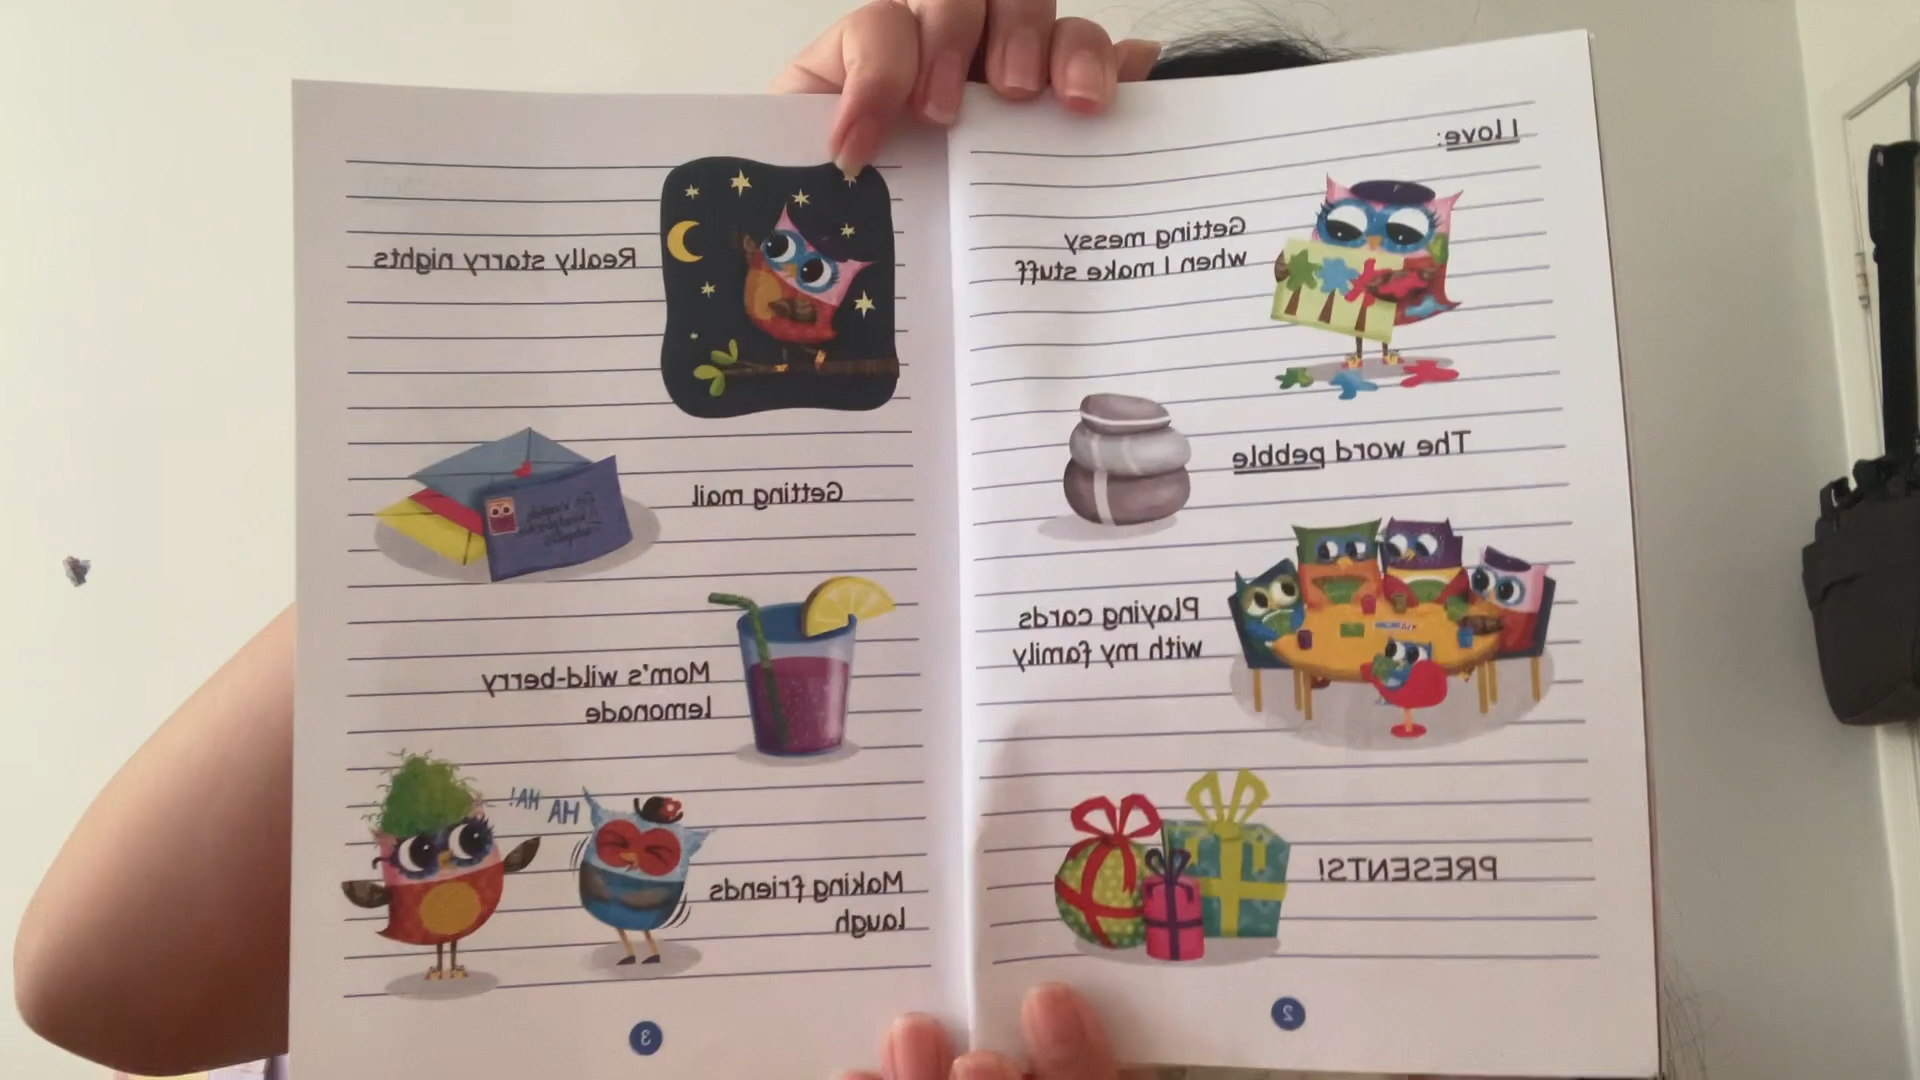 I love:
Getting messy
when I make stuff
The word pebble
Playing cards
with my family
PRESENTS!
2
Really starry nights
Getting mail
Mom's wild-berry
lemonade
HA HA!
Making friends
laugh
3